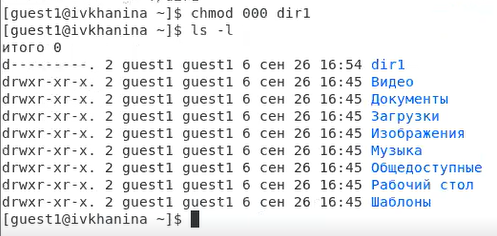 [guest1@ivkhanina ~]$ chmod 000 dir1
[guest1@ivkhanina ~]$ ls -l
итого 0
d---------. 2 guest1 guest1 6 сен 26 16:54 dir1
drwxr-xr-x. 2 guest1 guest1 6 сен 26 16:45 Видео
drwxr-xr-x. 2 guest1 guest1 6 сен 26 16:45 Документы
drwxr-xr-x. 2 guest1 guest1 6 сен 26 16:45 Загрузки
drwxr-xr-x. 2 guest1 guest1 6 сен 26 16:45 Изображения
drwxr-xr-x. 2 guest1 guest1 6 сен 26 16:45 Музыка
drwxr-xr-x. 2 guest1 guest1 6 сен 26 16:45 Общедоступные
drwxr-xr-x. 2 guest1 guest1 6 сен 26 16:45 Рабочий стол
drwxr-xr-x. 2 guest1 guest1 6 сен 26 16:45 Шаблоны
[guest1@ivkhanina ~]$